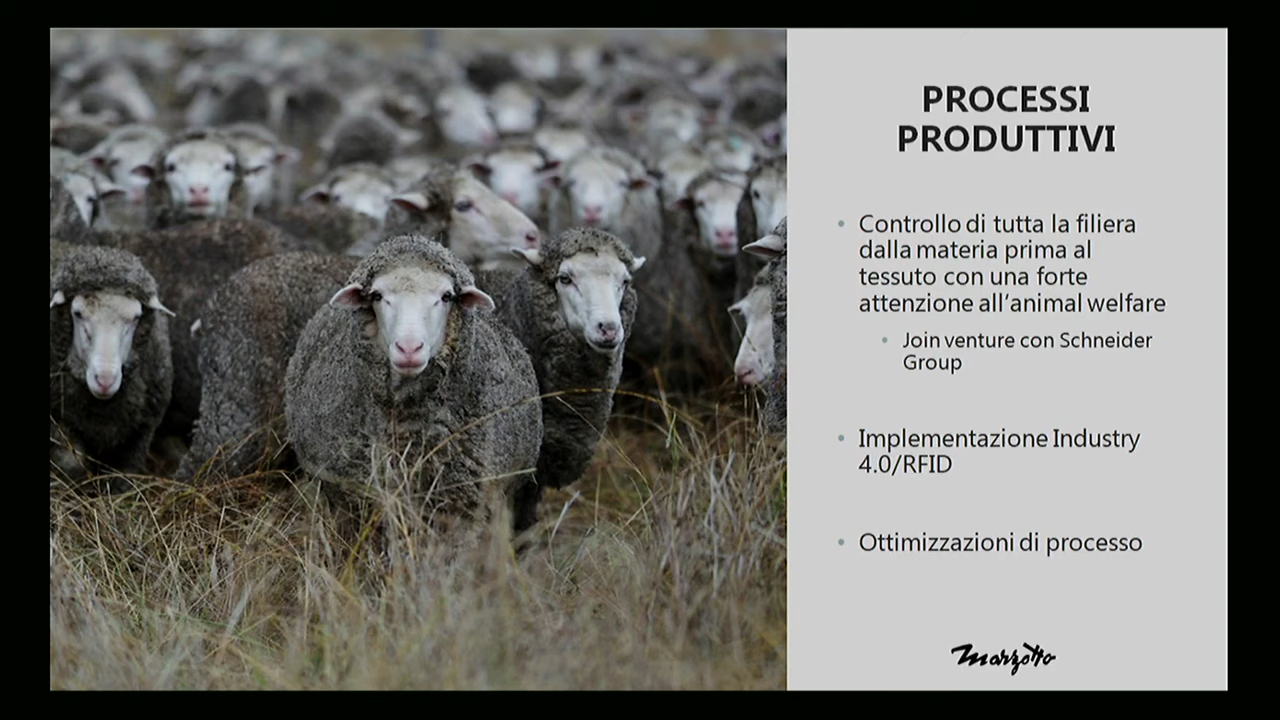 PROCESSI
PRODUTTIVI
• Controllo di tutta la filiera
dalla materia prima al
tessuto con una forte
attenzione all'animal welfare
• Join venture con Schneider
Group
• Implementazione Industry
4.0/RFID
• Ottimizzazioni di processo
Marzotto